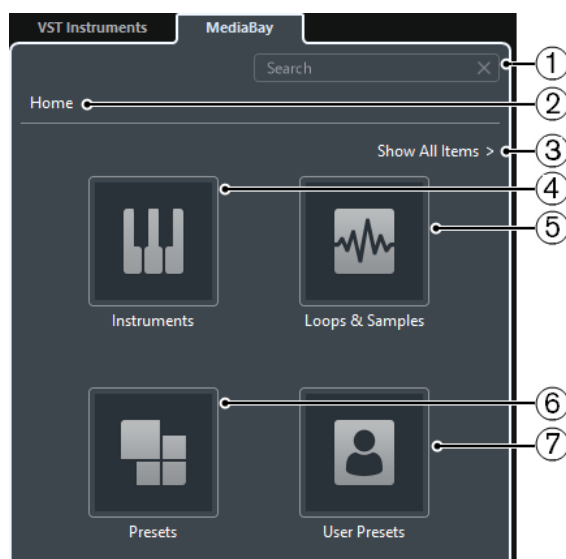 VST Instruments MediaBay
Search
1
Home
2
Show All Items >
3
4
5
Instruments Loops & Samples
6
7
Presets User Presets